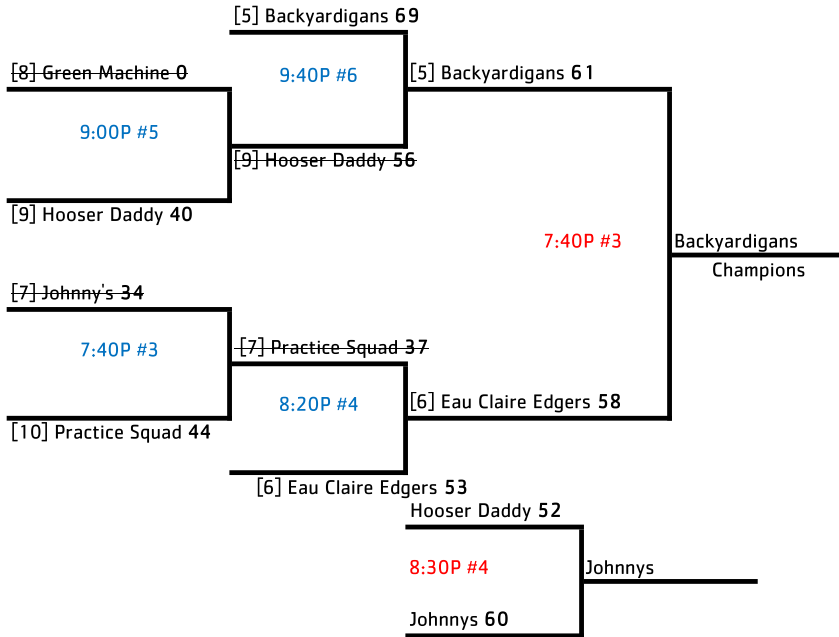 [5] Backyardigans 69
[8] Green Machine 0
9:40P #6
[5] Backyardigans 61
9:00P #5
[9] Hooser Daddy 56
[9] Hooser Daddy 40
7:40P #3
Backyardigans
Champions
[7] Johnny's 34
7:40P #3
[7] Practice Squad 37
8:20P #4
[6] Eau Claire Edgers 58
[10] Practice Squad 44
[6] Eau Claire Edgers 53
Hooser Daddy 52
8:30P #4
Johnnys
Johnnys 60